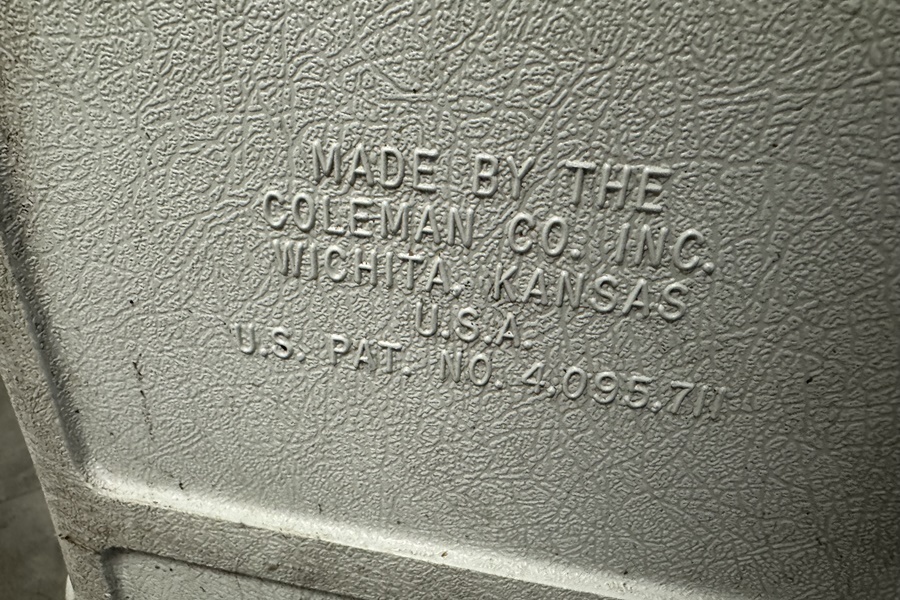 MADE BY THE
COLEMAN CO. INC.
WICHITA, KANSAS
U.S.A.
U.S. PAT. NO. 4,095,711